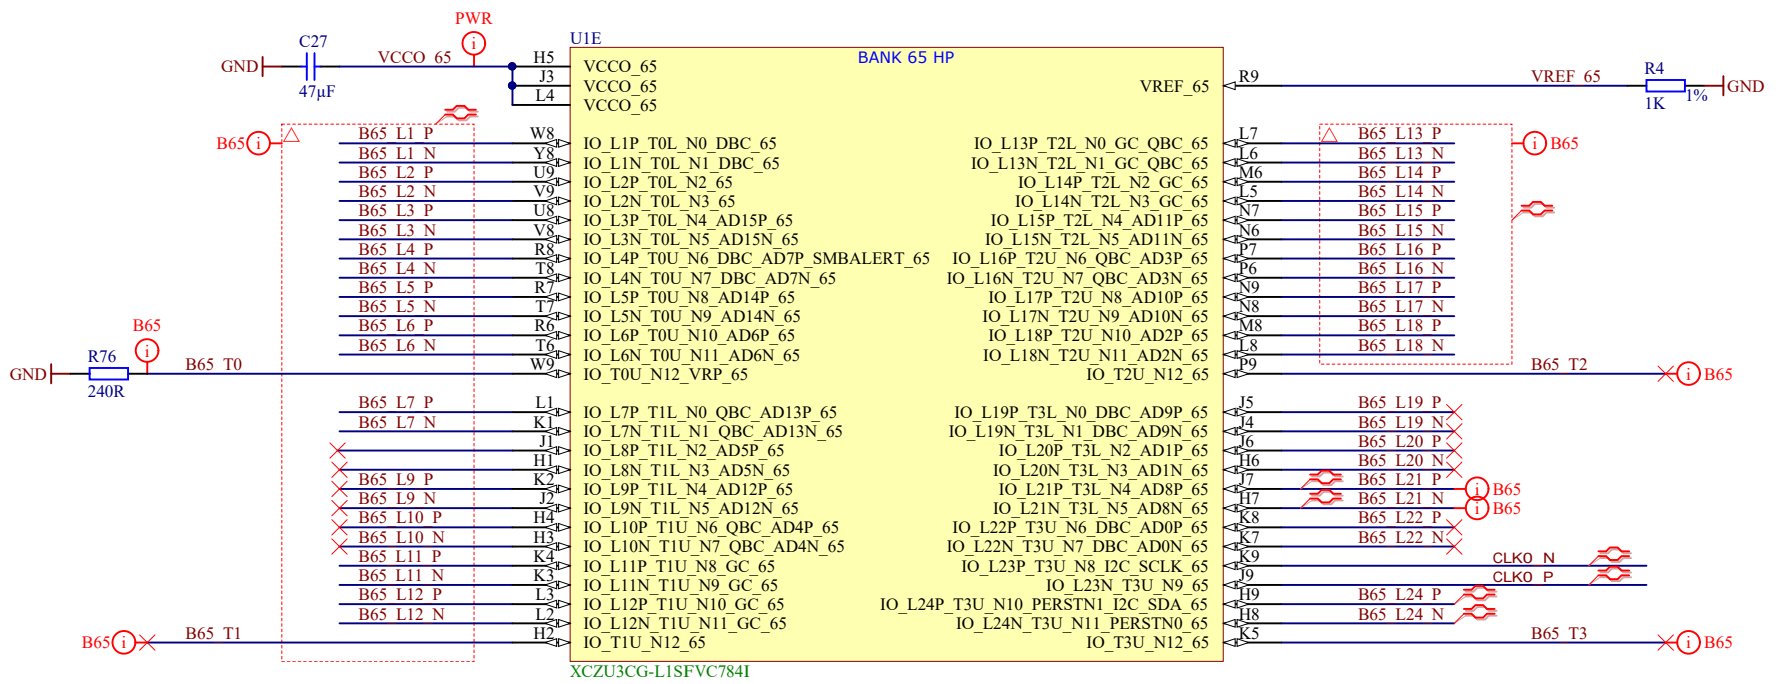 PWR
C27
GND
47µF
VCCO_65
U1E
BANK 65 HP
H5 VCCO_65
J3 VCCO_65
L4 VCCO_65
VREF_65 R9
VREF_65
R4
1K
1%
GND
B65
B65_L1_P W8 IO_L1P_T0L_N0_DBC_65
B65_L1_N Y8 IO_L1N_T0L_N1_DBC_65
B65_L2_P U9 IO_L2P_T0L_N2_65
B65_L2_N V9 IO_L2N_T0L_N3_65
B65_L3_P U8 IO_L3P_T0L_N4_AD15P_65
B65_L3_N V8 IO_L3N_T0L_N5_AD15N_65
B65_L4_P R8 IO_L4P_T0U_N6_DBC_AD7P_SMBALERT_65
B65_L4_N T8 IO_L4N_T0U_N7_DBC_AD7N_65
B65_L5_P R7 IO_L5P_T0U_N8_AD14P_65
B65_L5_N T7 IO_L5N_T0U_N9_AD14N_65
B65_L6_P R6 IO_L6P_T0U_N10_AD6P_65
B65_L6_N T6 IO_L6N_T0U_N11_AD6N_65
GND
R76
240R
B65
B65_T0 W9 IO_T0U_N12_VRP_65
B65_L7_P L1 IO_L7P_T1L_N0_QBC_AD13P_65
B65_L7_N K1 IO_L7N_T1L_N1_QBC_AD13N_65
J1 IO_L8P_T1L_N2_AD5P_65
H1 IO_L8N_T1L_N3_AD5N_65
B65_L9_P K2 IO_L9P_T1L_N4_AD12P_65
B65_L9_N J2 IO_L9N_T1L_N5_AD12N_65
B65_L10_P H4 IO_L10P_T1U_N6_QBC_AD4P_65
B65_L10_N H3 IO_L10N_T1U_N7_QBC_AD4N_65
B65_L11_P K4 IO_L11P_T1U_N8_GC_65
B65_L11_N K3 IO_L11N_T1U_N9_GC_65
B65_L12_P L3 IO_L12P_T1U_N10_GC_65
B65_L12_N L2 IO_L12N_T1U_N11_GC_65
B65 B65_T1 H2 IO_T1U_N12_65
IO_L13P_T2L_N0_GC_QBC_65 L7 B65_L13_P B65
IO_L13N_T2L_N1_GC_QBC_65 L6 B65_L13_N
IO_L14P_T2L_N2_GC_65 M6 B65_L14_P
IO_L14N_T2L_N3_GC_65 L5 B65_L14_N
IO_L15P_T2L_N4_AD11P_65 N7 B65_L15_P
IO_L15N_T2L_N5_AD11N_65 N6 B65_L15_N
IO_L16P_T2U_N6_QBC_AD3P_65 P7 B65_L16_P
IO_L16N_T2U_N7_QBC_AD3N_65 P6 B65_L16_N
IO_L17P_T2U_N8_AD10P_65 N9 B65_L17_P
IO_L17N_T2U_N9_AD10N_65 N8 B65_L17_N
IO_L18P_T2U_N10_AD2P_65 M8 B65_L18_P
IO_L18N_T2U_N11_AD2N_65 L8 B65_L18_N
IO_T2U_N12_65 P9 B65_T2 B65
IO_L19P_T3L_N0_DBC_AD9P_65 J5 B65_L19_P
IO_L19N_T3L_N1_DBC_AD9N_65 J4 B65_L19_N
IO_L20P_T3L_N2_AD1P_65 J6 B65_L20_P
IO_L20N_T3L_N3_AD1N_65 H6 B65_L20_N
IO_L21P_T3L_N4_AD8P_65 J7 B65_L21_P B65
IO_L21N_T3L_N5_AD8N_65 H7 B65_L21_N B65
IO_L22P_T3U_N6_DBC_AD0P_65 K8 B65_L22_P
IO_L22N_T3U_N7_DBC_AD0N_65 K7 B65_L22_N
IO_L23P_T3U_N8_I2C_SCLK_65 K9 CLK0_N
IO_L23N_T3U_N9_65 J9 CLK0_P
IO_L24P_T3U_N10_PERSTN1_I2C_SDA_65 H9 B65_L24_P
IO_L24N_T3U_N11_PERSTN0_65 H8 B65_L24_N
IO_T3U_N12_65 K5 B65_T3 B65
XCZU3CG-L1SFVC784I